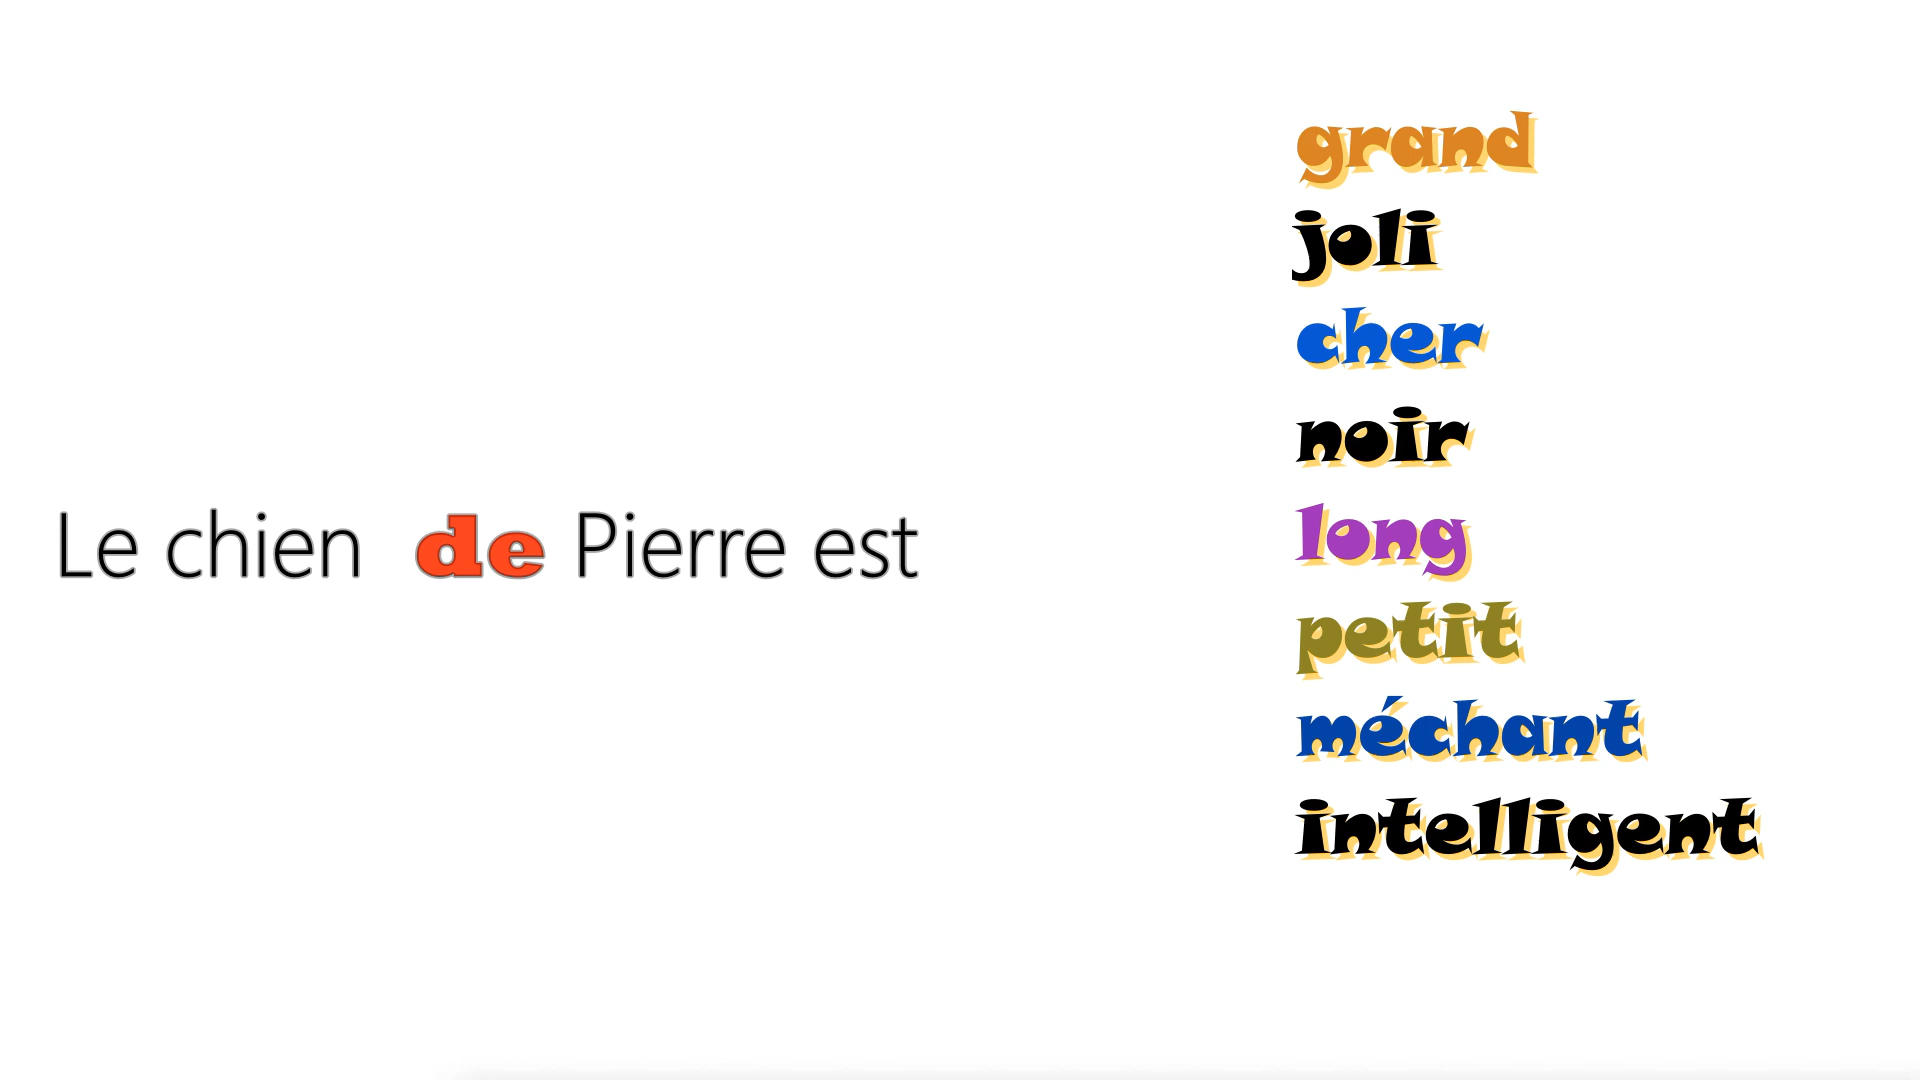 Le chien de Pierre est
grand
joli
cher
noir
long
petit
méchant
intelligent